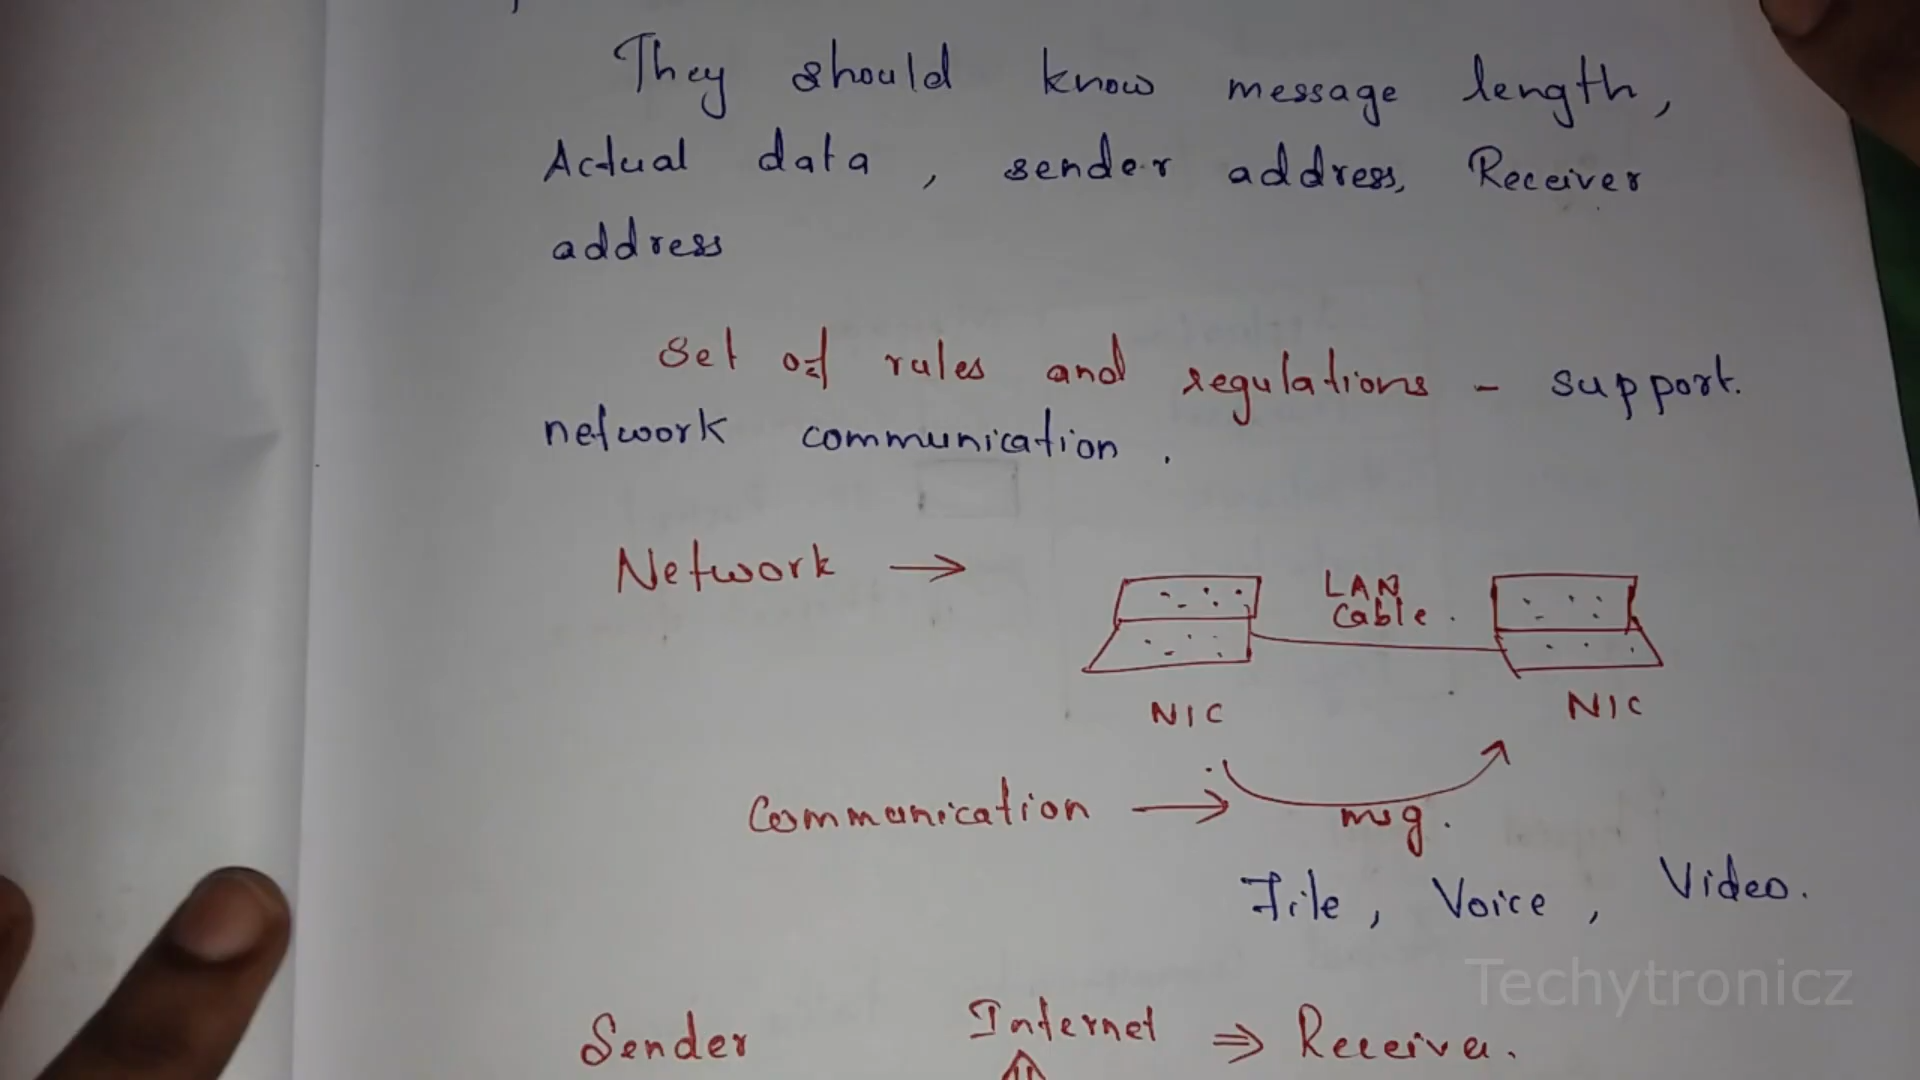 They should know message length,
Actual data, sender address, Receiver
address
set of rules and regulations - support.
network communication.
Network →
LAN
Cable.
NIC
NIC
Communication →
msg.
File, Voice, Video.
Techytronicz
Sender Internet ⇒ Receiver.